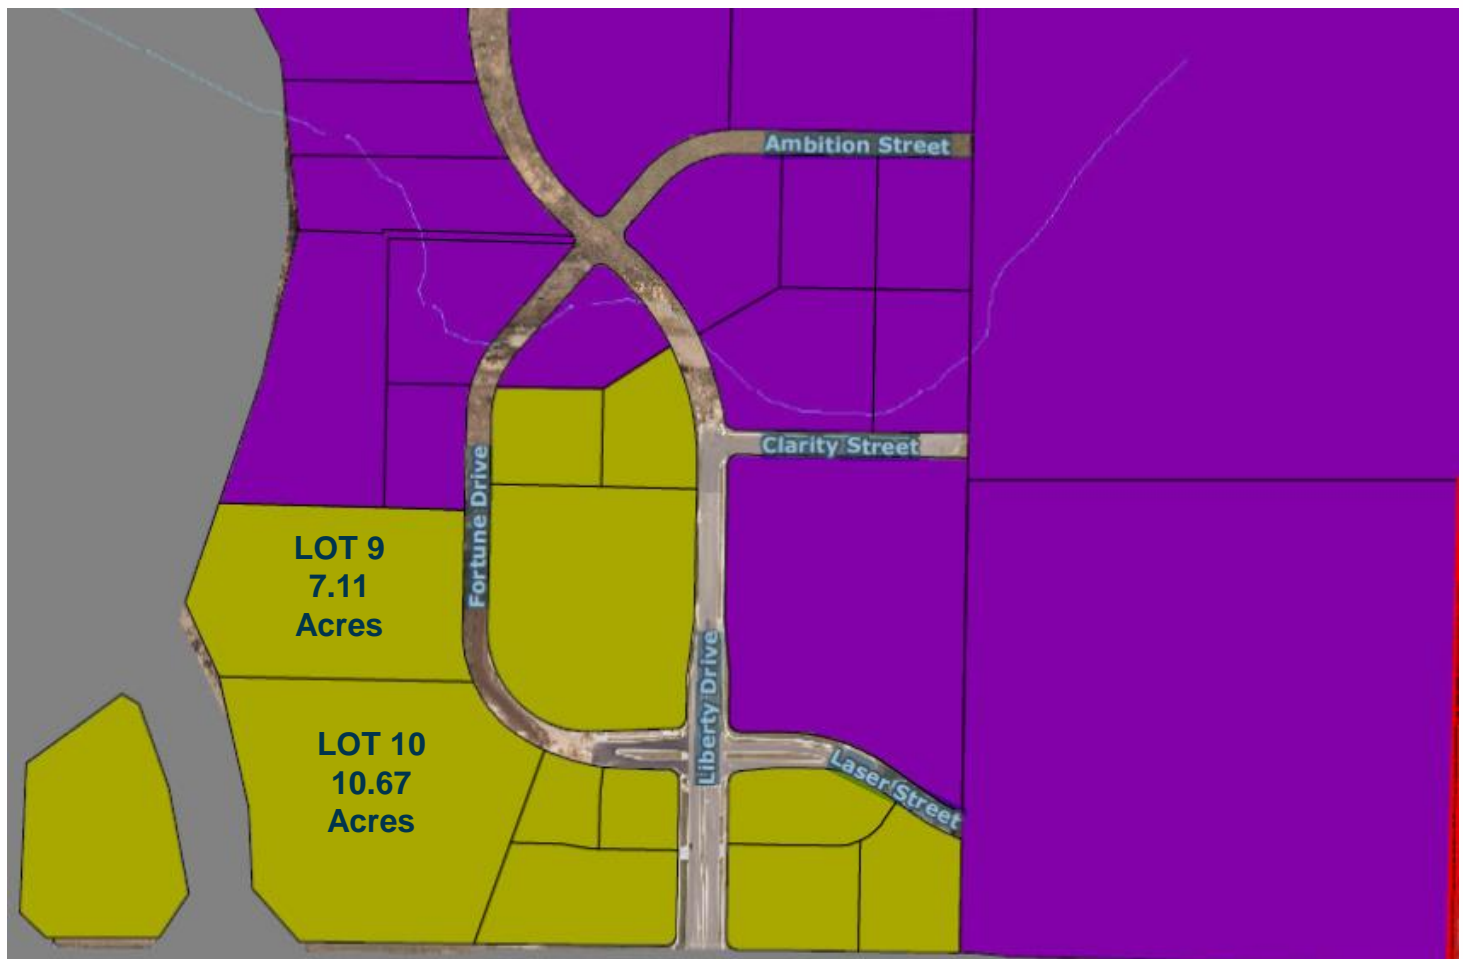 Ambition Street
Clarity Street
Fortune Drive
LOT 9
7.11
Acres
Liberty Drive
LOT 10
10.67
Acres
Laser Street